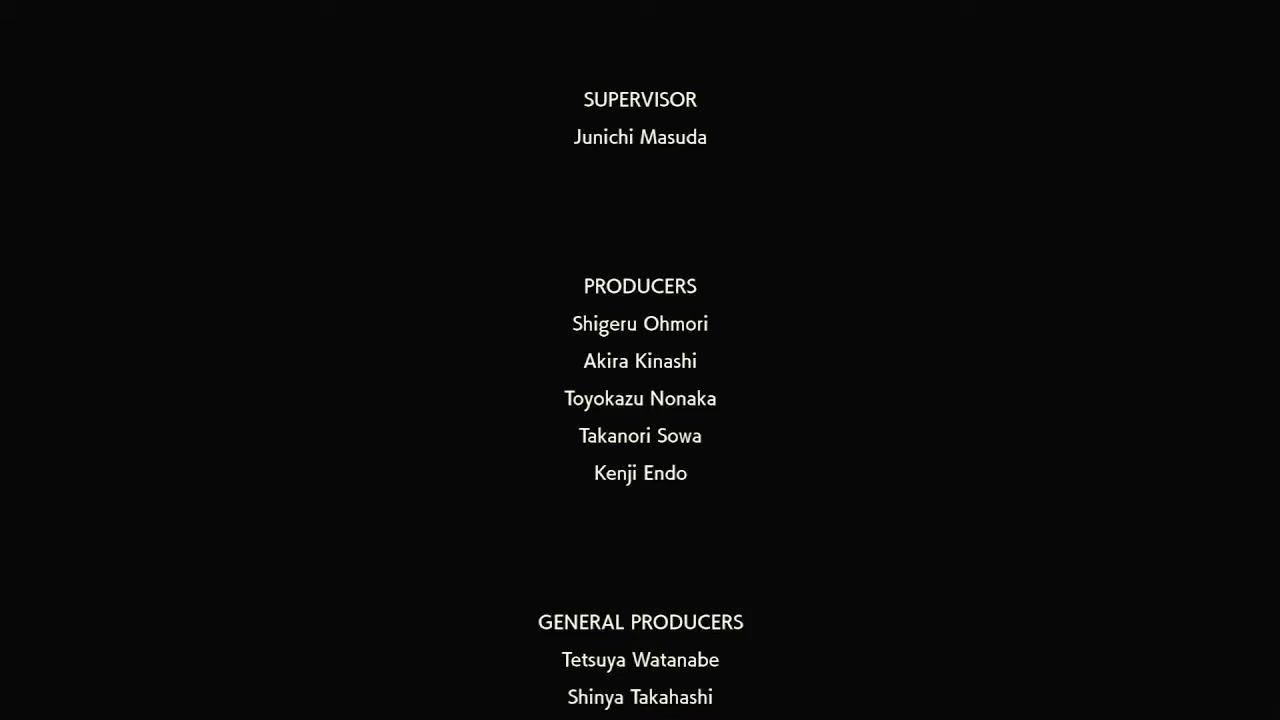 SUPERVISOR
Junichi Masuda
PRODUCERS
Shigeru Ohmori
Akira Kinashi
Toyokazu Nonaka
Takanori Sowa
Kenji Endo
GENERAL PRODUCERS
Tetsuya Watanabe
Shinya Takahashi